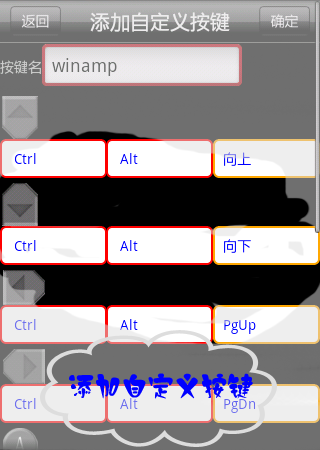 返回 添加自定义按键 确定
按键名 winamp
Ctrl Alt 向上
Ctrl Alt 向下
Ctrl Alt PgUp
添加自定义按键
Ctrl Alt PgDn
A